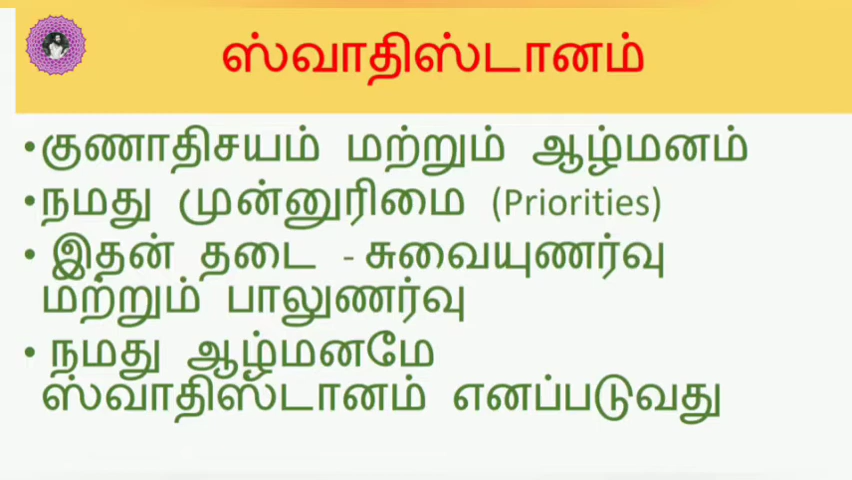 ஸ்வாதிஸ்டானம்
•குணாதிசயம் மற்றும் ஆழ்மனம்
•நமது முன்னுரிமை (Priorities)
• இதன் தடை - சுவையுணர்வு
மற்றும் பாலுணர்வு
• நமது ஆழ்மனமே
ஸ்வாதிஸ்டானம் எனப்படுவது